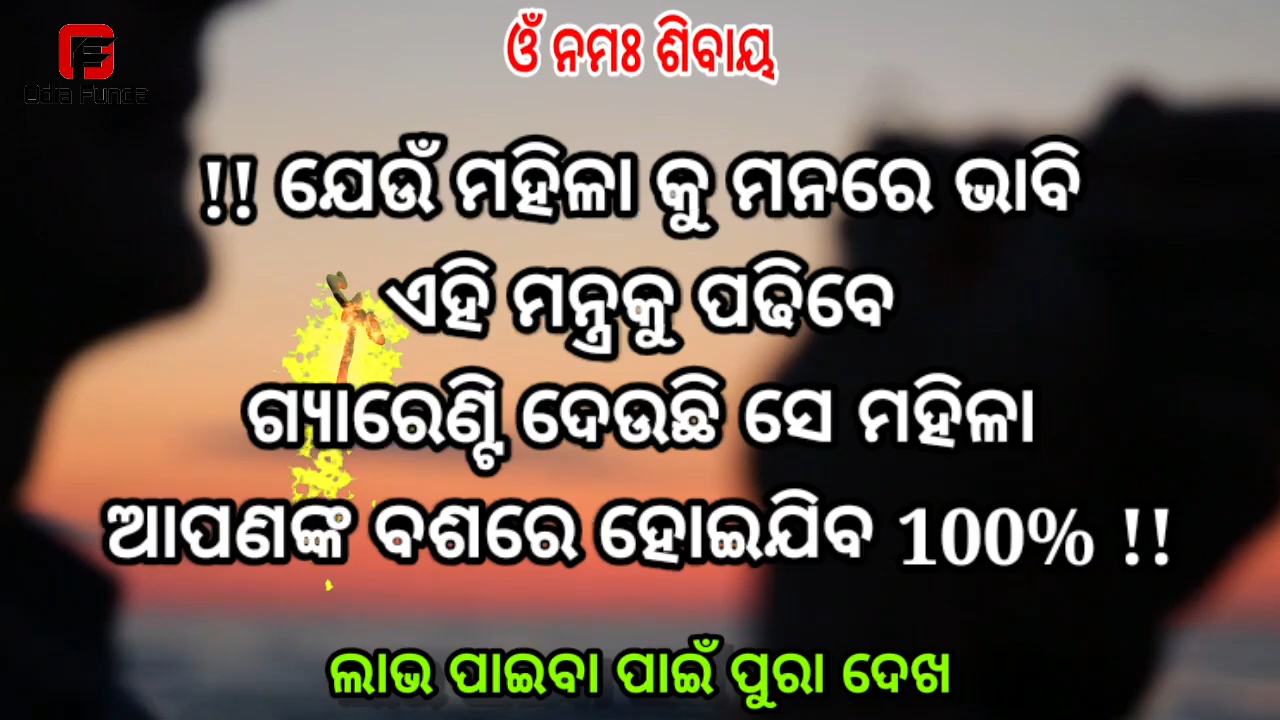 ଓଁ ନମଃ ଶିବାୟ
Odia Funda
!! ଯେଉଁ ମହିଳା କୁ ମନରେ ଭାବି
ଏହି ମନ୍ତ୍ରକୁ ପଢିବେ
ଗ୍ୟାରେଣ୍ଟି ଦେଉଛି ସେ ମହିଳା
ଆପଣଙ୍କ ବଶରେ ହୋଇଯିବ 100% !!
ଲାଭ ପାଇବା ପାଇଁ ପୁରା ଦେଖ